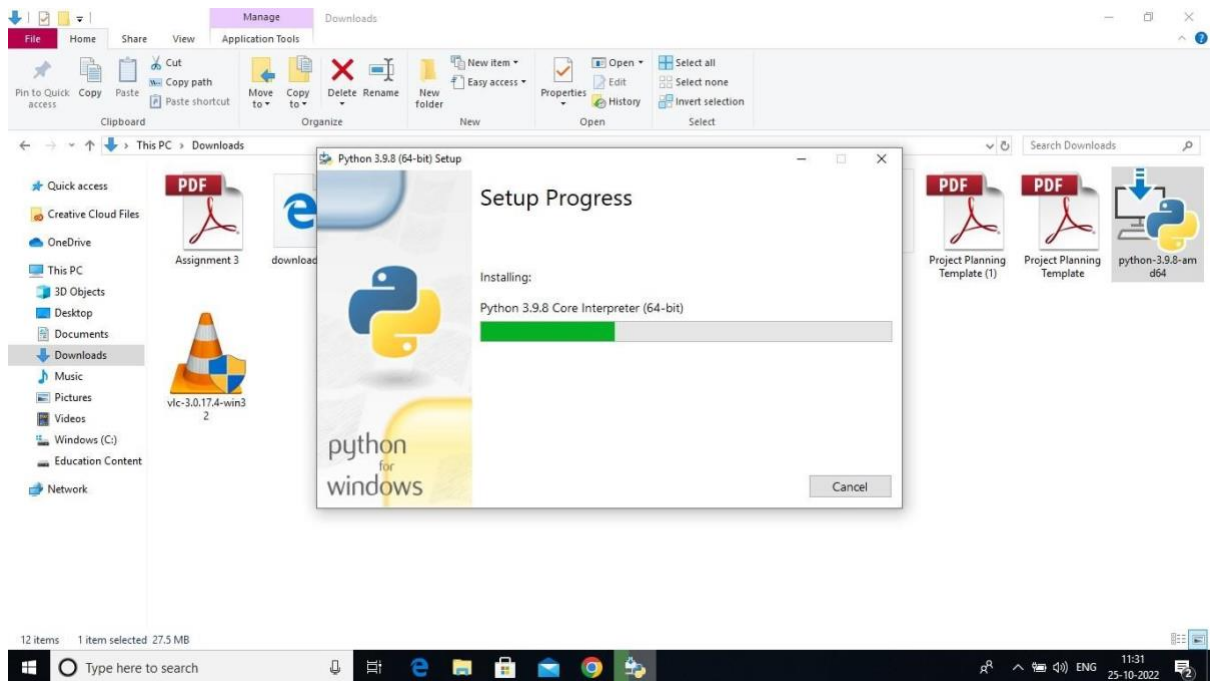 Manage
Downloads
File Home Share View Application Tools
Pin to Quick access
Copy
Paste
Cut
Copy path
Paste shortcut
Move to
Copy to
Delete
Rename
New folder
New item
Easy access
Properties
Open
Edit
History
Select all
Select none
Invert selection
Clipboard Organize New Open Select
This PC > Downloads
Search Downloads
Quick access
Creative Cloud Files
OneDrive
This PC
3D Objects
Desktop
Documents
Downloads
Music
Pictures
Videos
Windows (C:)
Education Content
Network
PDF
Assignment 3
download
vlc-3.0.17.4-win3
2
Python 3.9.8 (64-bit) Setup
Setup Progress
Installing:
Python 3.9.8 Core Interpreter (64-bit)
python
for
windows
Cancel
PDF
Project Planning
Template (1)
PDF
Project Planning
Template
python-3.9.8-am
d64
12 items 1 item selected 27.5 MB
Type here to search
ENG
11:31
25-10-2022
2